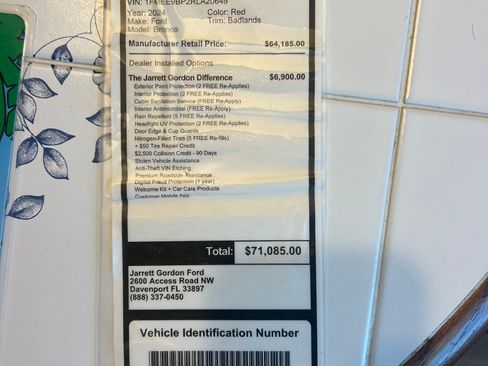 VIN: 1FMEE9BP2RLA20649
Year: 2024 Color: Red
Make: Ford Trim: Badlands
Model: Bronco
Manufacturer Retail Price: $64,185.00
Dealer Installed Options
The Jarrett Gordon Difference $6,900.00
Exterior Paint Protection (2 FREE Re-Applies)
Interior Protection (2 FREE Re-Applies)
Cabin Sanitation Service (FREE Re-Apply)
Interior Antimicrobial (FREE Re-Apply)
Rain Repellent (5 FREE Re-Applies)
Headlight UV Protection (2 FREE Re-Applies)
Door Edge & Cup Guards
Nitrogen-Filled Tires (5 FREE Re-fills)
+ $50 Tire Repair Credit
$2,500 Collision Credit - 90 Days
Stolen Vehicle Assistance
Anti-Theft VIN Etching
Premium Roadside Assistance
Digital Fraud Protection (1 year)
Welcome Kit + Car Care Products
Customer Mobile App
Total: $71,085.00
Jarrett Gordon Ford
2600 Access Road NW
Davenport FL 33897
(888) 337-0450
Vehicle Identification Number